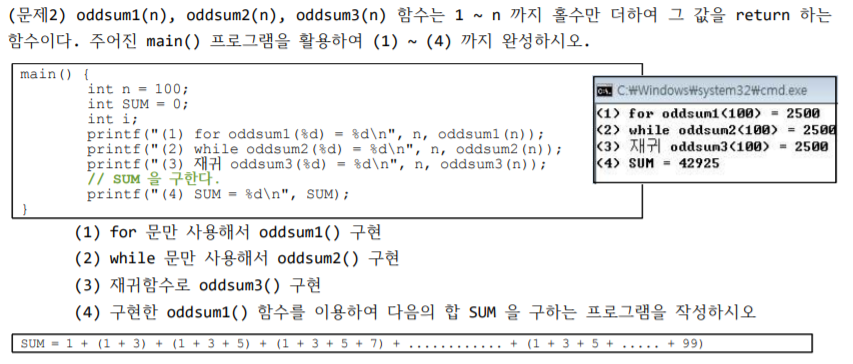 (문제2) oddsum1(n), oddsum2(n), oddsum3(n) 함수는 1 ~ n 까지 홀수만 더하여 그 값을 return 하는
함수이다. 주어진 main() 프로그램을 활용하여 (1) ~ (4) 까지 완성하시오.
main() {
int n = 100;
int SUM = 0;
int i;
printf("(1) for oddsum1(%d) = %d\n", n, oddsum1(n));
printf("(2) while oddsum2(%d) = %d\n", n, oddsum2(n));
printf("(3) 재귀 oddsum3(%d) = %d\n", n, oddsum3(n));
// SUM 을 구한다.
printf("(4) SUM = %d\n", SUM);
}
C:₩Windows₩system32₩cmd.exe
(1) for oddsum1(100) = 2500
(2) while oddsum2(100) = 2500
(3) 재귀 oddsum3(100) = 2500
(4) SUM = 42925
(1) for 문만 사용해서 oddsum1() 구현
(2) while 문만 사용해서 oddsum2() 구현
(3) 재귀함수로 oddsum3() 구현
(4) 구현한 oddsum1() 함수를 이용하여 다음의 합 SUM 을 구하는 프로그램을 작성하시오
SUM = 1 + (1 + 3) + (1 + 3 + 5) + (1 + 3 + 5 + 7) + ............ + (1 + 3 + 5 + ..... + 99)